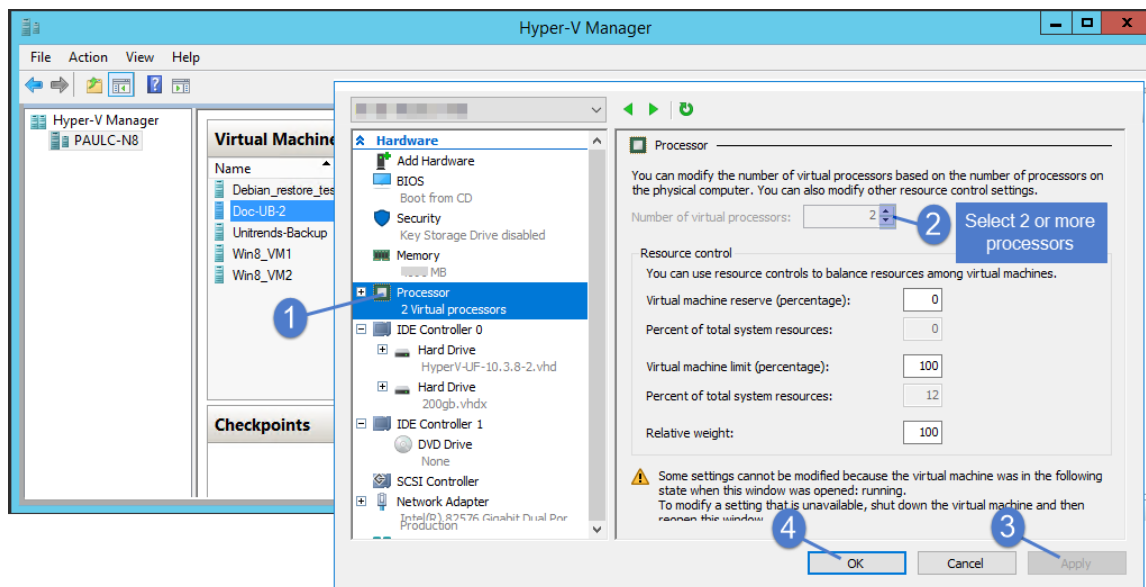 Hyper-V Manager
File Action View Help
Hyper-V Manager
PAULC-N8
Virtual Machine
Name
Debian_restore_tes
Doc-UB-2
Unitrends-Backup
Win8_VM1
Win8_VM2
Checkpoints
Hardware
Add Hardware
BIOS
Boot from CD
Security
Key Storage Drive disabled
Memory
MB
Processor
2 Virtual processors
1
IDE Controller 0
Hard Drive
HyperV-UF-10.3.8-2.vhd
Hard Drive
200gb.vhdx
IDE Controller 1
DVD Drive
None
SCSI Controller
Network Adapter
Intel(R) 82576 Gigabit Dual Por
Production
Processor
You can modify the number of virtual processors based on the number of processors on
the physical computer. You can also modify other resource control settings.
Number of virtual processors: 2
2
Select 2 or more
processors
Resource control
You can use resource controls to balance resources among virtual machines.
Virtual machine reserve (percentage): 0
Percent of total system resources: 0
Virtual machine limit (percentage): 100
Percent of total system resources: 12
Relative weight: 100
Some settings cannot be modified because the virtual machine was in the following
state when this window was opened: running.
To modify a setting that is unavailable, shut down the virtual machine and then
reopen this window.
4
3
OK Cancel Apply